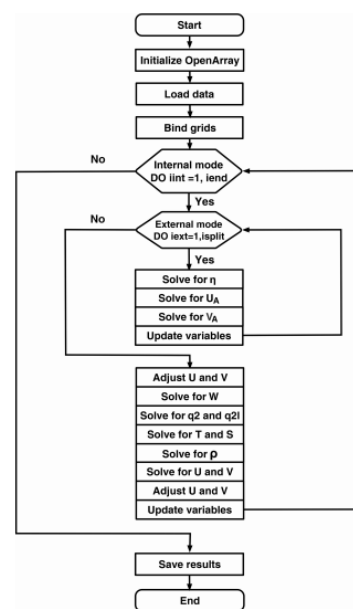 Start
Initialize OpenArray
Load data
Bind grids
No
Internal mode
DO iint =1, iend
Yes
No
External mode
DO iext=1,isplit
Yes
Solve for η
Solve for UA
Solve for VA
Update variables
Adjust U and V
Solve for W
Solve for q2 and q2l
Solve for T and S
Solve for ρ
Solve for U and V
Adjust U and V
Update variables
Save results
End